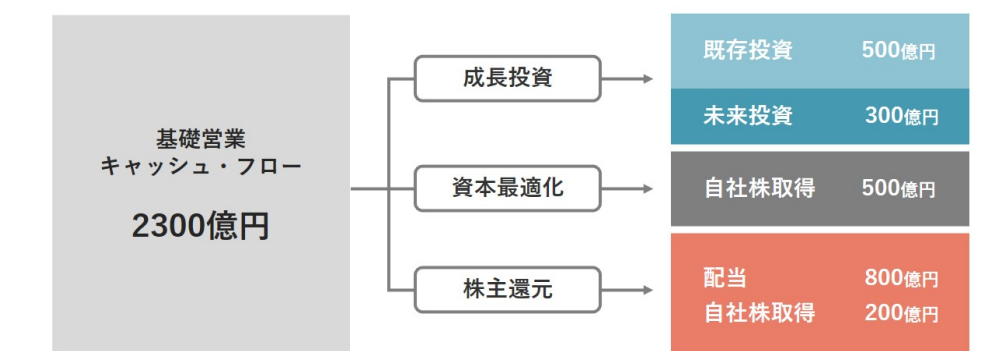 基礎営業
キャッシュ・フロー
2300億円
成長投資
既存投資 500億円
未来投資 300億円
資本最適化
自社株取得 500億円
株主還元
配当 800億円
自社株取得 200億円